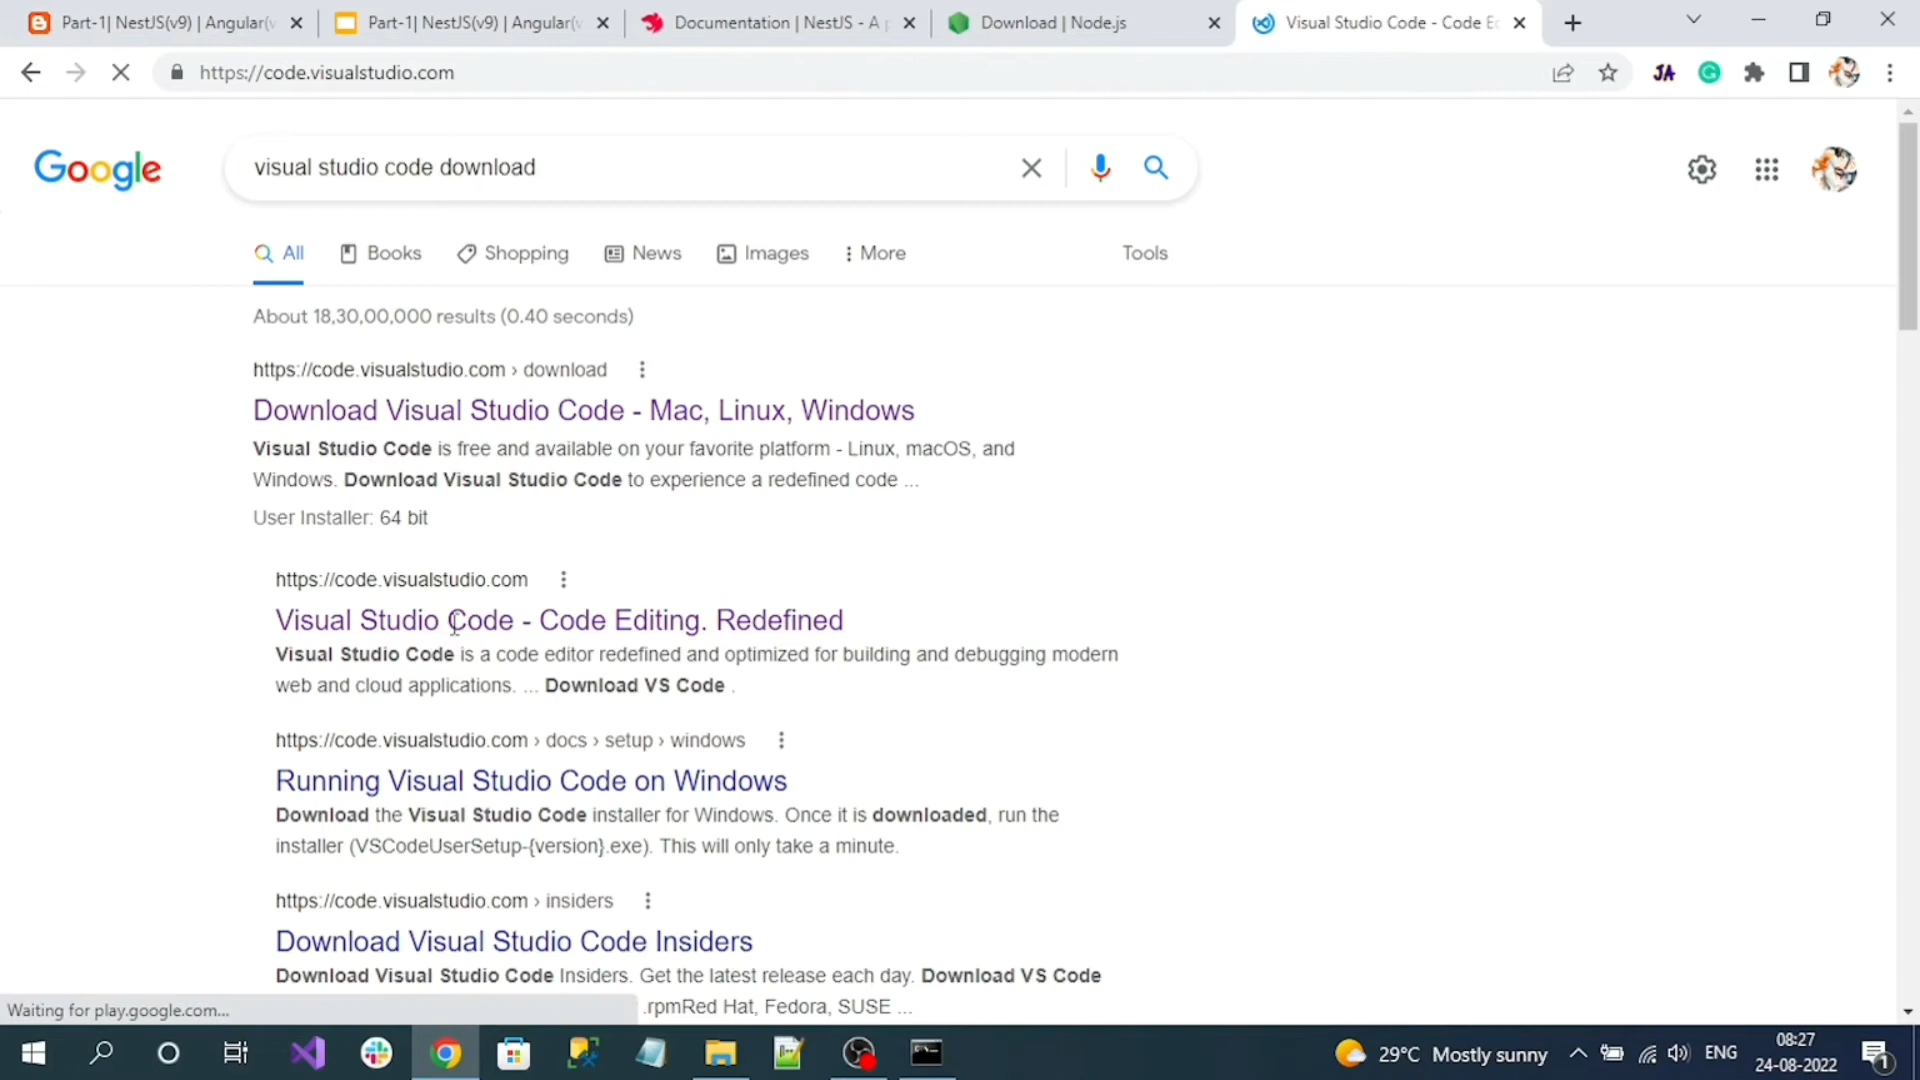 Part-1| NestJS(v9) | Angular(v
Part-1| NestJS(v9) | Angular(v
Documentation | NestJS - A p
Download | Node.js
Visual Studio Code - Code Ed
https://code.visualstudio.com
JA
Google
visual studio code download
All
Books
Shopping
News
Images
More
Tools
About 18,30,00,000 results (0.40 seconds)
https://code.visualstudio.com › download
Download Visual Studio Code - Mac, Linux, Windows
Visual Studio Code is free and available on your favorite platform - Linux, macOS, and
Windows. Download Visual Studio Code to experience a redefined code ...
User Installer: 64 bit
https://code.visualstudio.com
Visual Studio Code - Code Editing. Redefined
Visual Studio Code is a code editor redefined and optimized for building and debugging modern
web and cloud applications. ... Download VS Code .
https://code.visualstudio.com › docs › setup › windows
Running Visual Studio Code on Windows
Download the Visual Studio Code installer for Windows. Once it is downloaded, run the
installer (VSCodeUserSetup-{version}.exe). This will only take a minute.
https://code.visualstudio.com › insiders
Download Visual Studio Code Insiders
Download Visual Studio Code Insiders. Get the latest release each day. Download VS Code
.rpmRed Hat, Fedora, SUSE ...
Waiting for play.google.com...
29°C Mostly sunny
ENG
08:27
24-08-2022
1